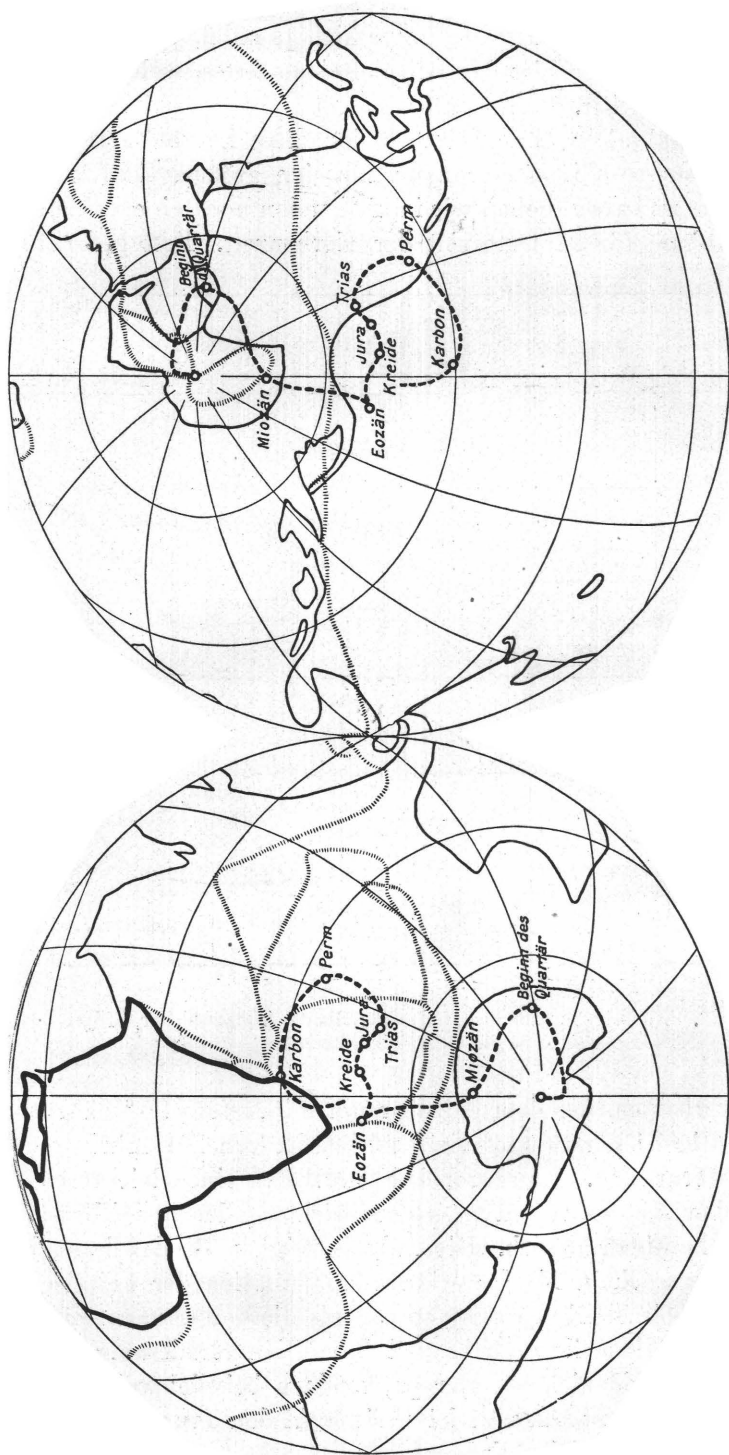 Beginn
d. Quartär
Miozän
Trias
Perm
Jura
Kreide
Eozän
Karbon
Karbon
Perm
Kreide
Jura
Trias
Eozän
Miozän
Beginn des
Quartär